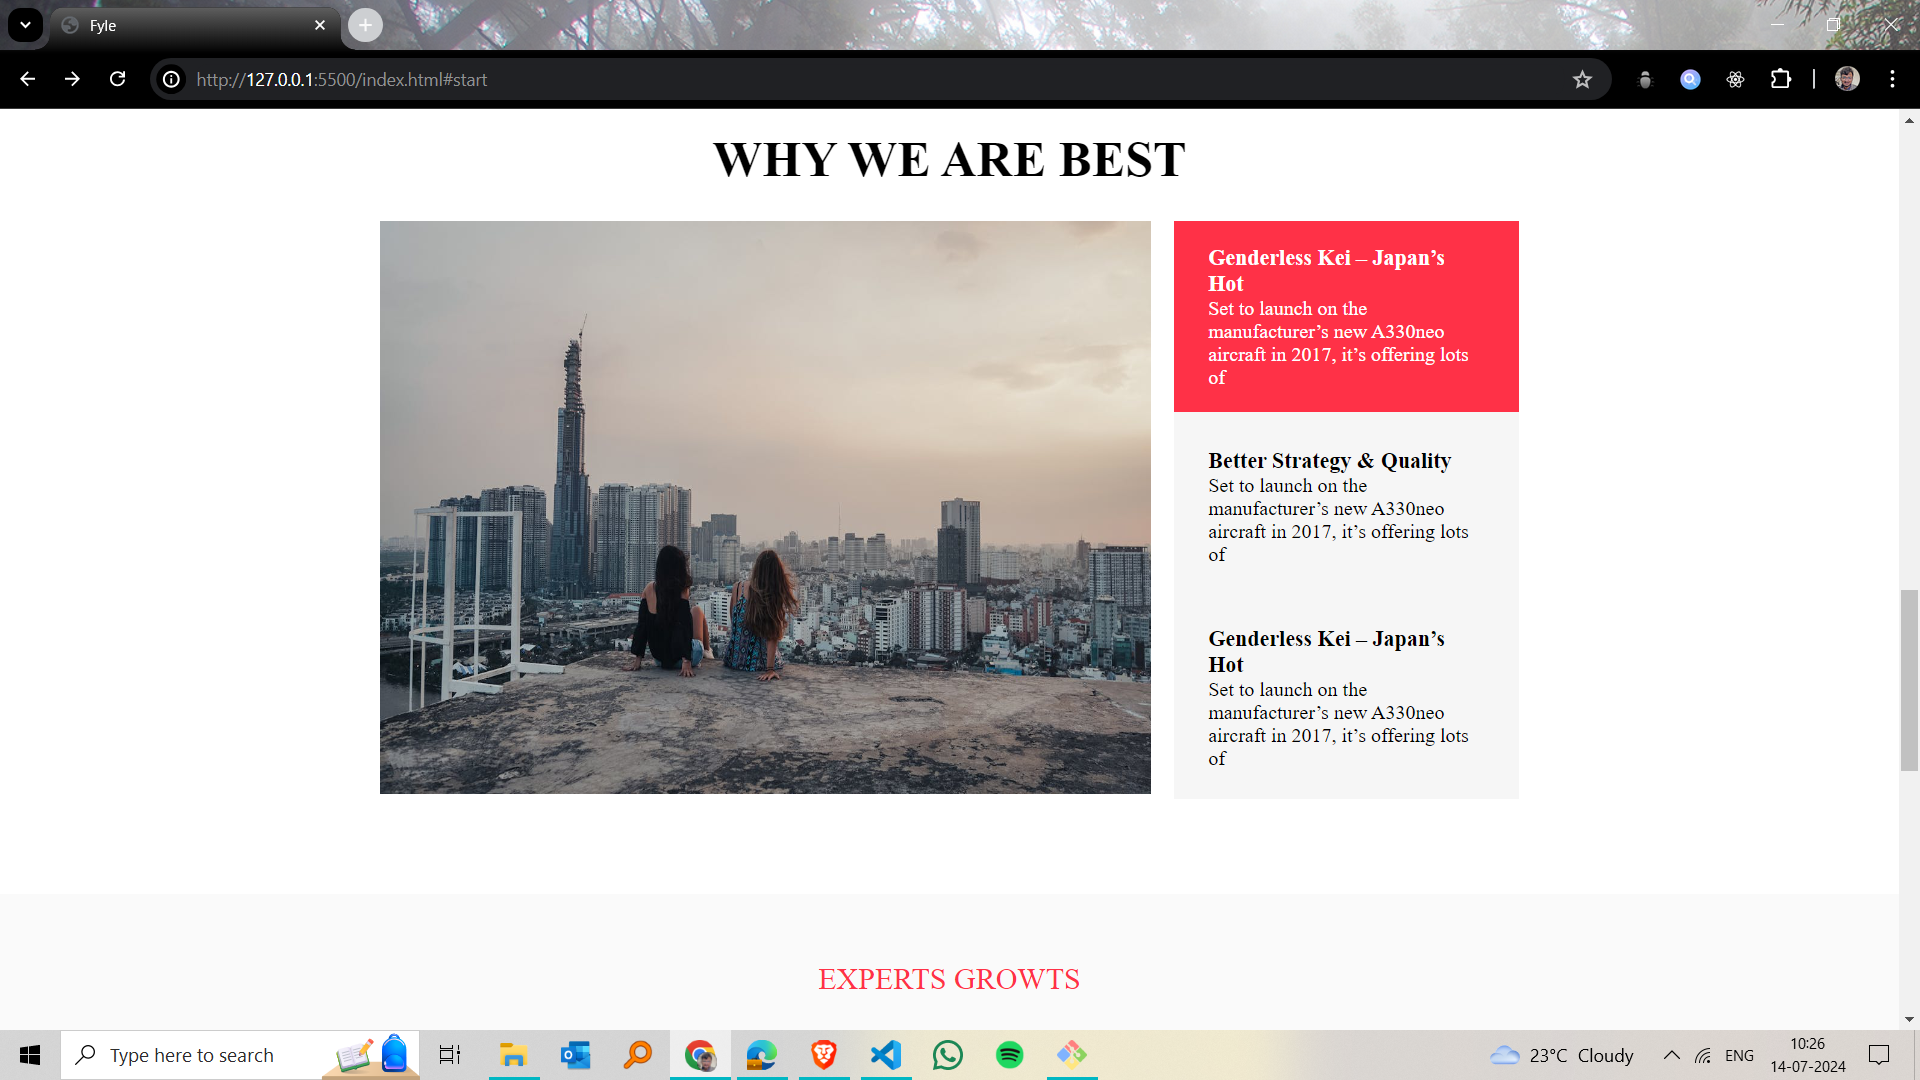 Fyle
http://127.0.0.1:5500/index.html#start
WHY WE ARE BEST
Genderless Kei – Japan’s
Hot
Set to launch on the
manufacturer’s new A330neo
aircraft in 2017, it’s offering lots
of
Better Strategy & Quality
Set to launch on the
manufacturer’s new A330neo
aircraft in 2017, it’s offering lots
of
Genderless Kei – Japan’s
Hot
Set to launch on the
manufacturer’s new A330neo
aircraft in 2017, it’s offering lots
of
EXPERTS GROWTS
Type here to search
23°C Cloudy
ENG
10:26
14-07-2024